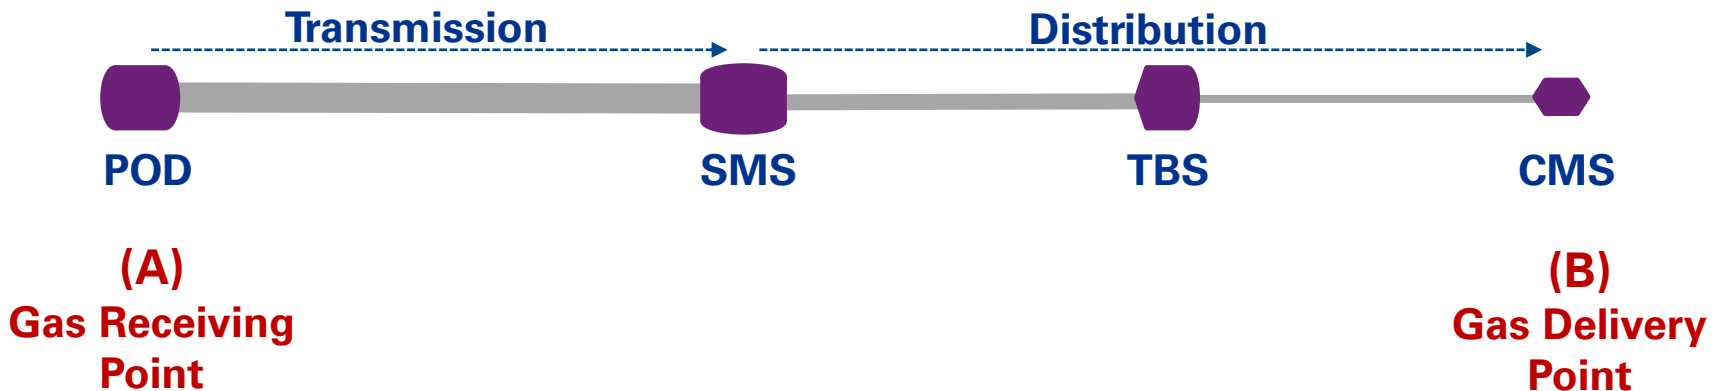 Transmission
Distribution
POD
SMS
TBS
CMS
(A)
Gas Receiving
Point
(B)
Gas Delivery
Point